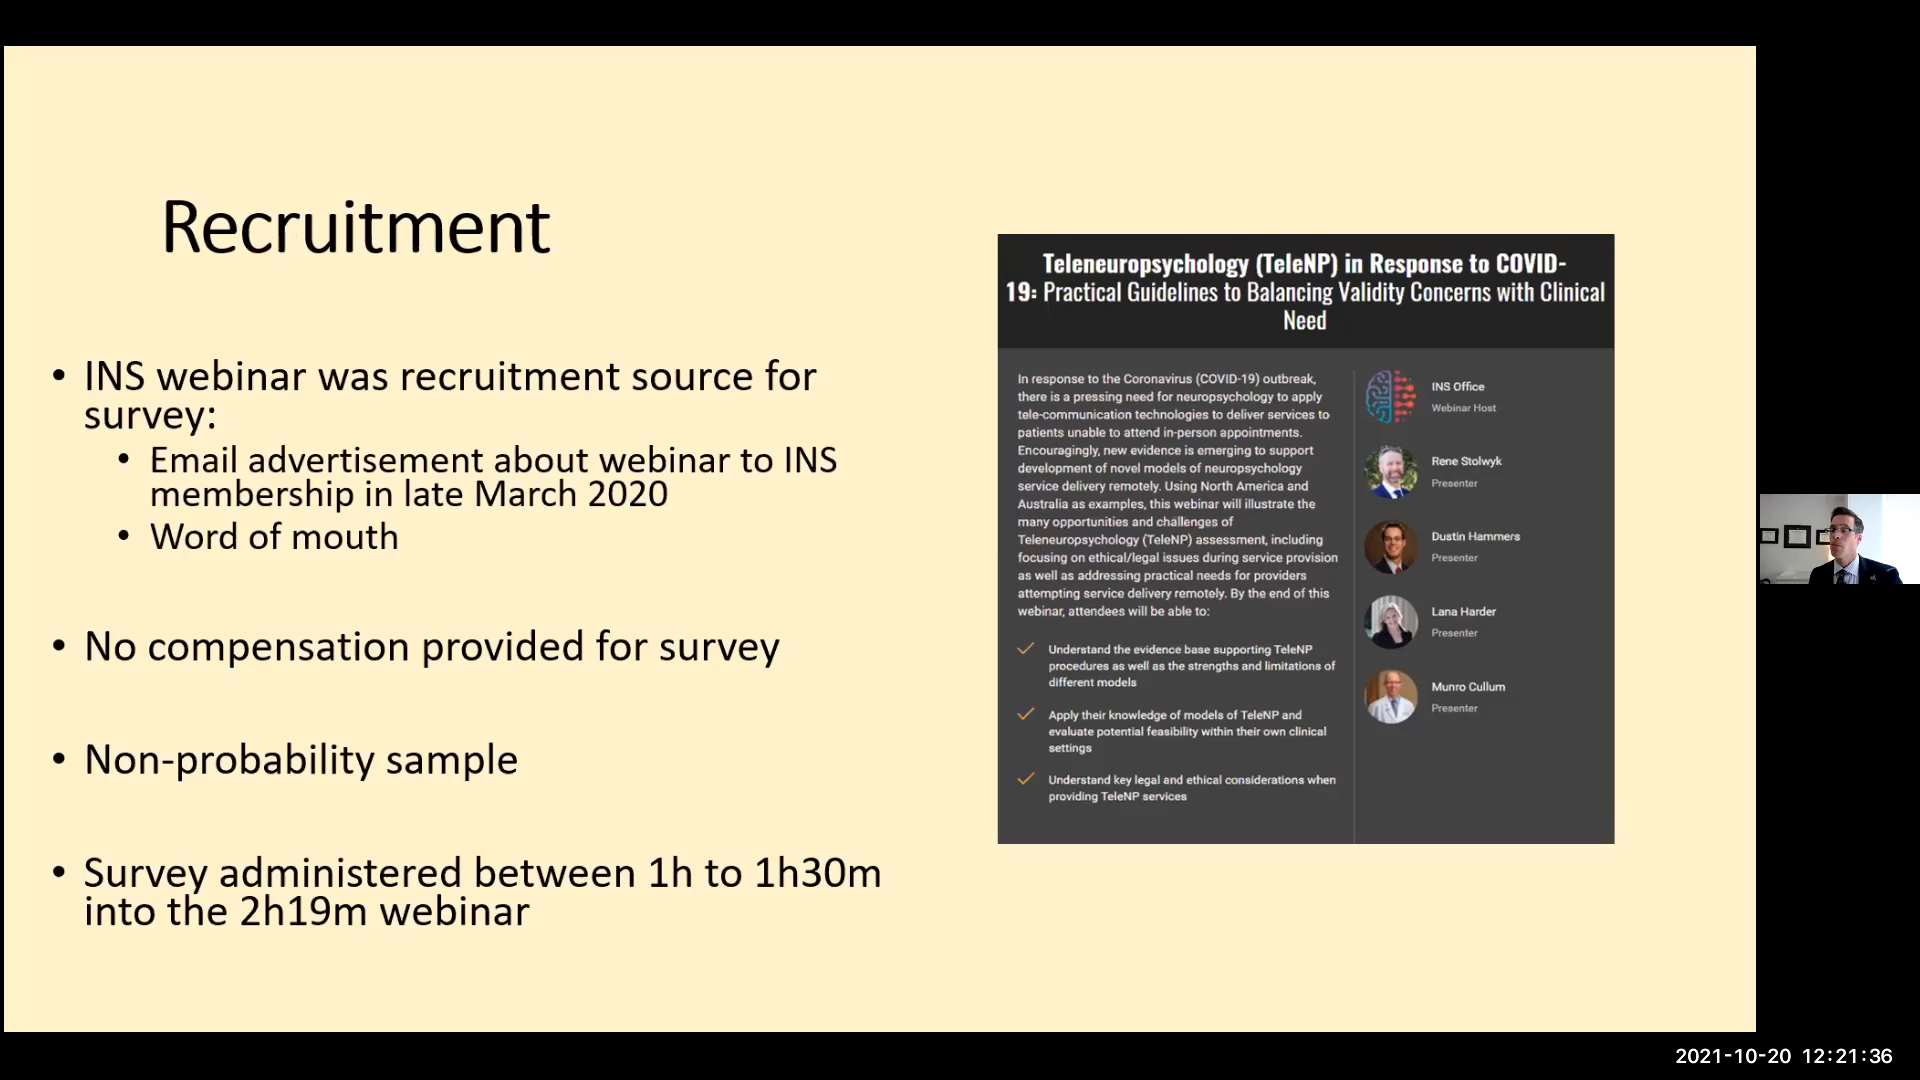 Recruitment
• INS webinar was recruitment source for
survey:
• Email advertisement about webinar to INS
membership in late March 2020
• Word of mouth
• No compensation provided for survey
• Non-probability sample
• Survey administered between 1h to 1h30m
into the 2h19m webinar
Teleneuropsychology (TeleNP) in Response to COVID-
19: Practical Guidelines to Balancing Validity Concerns with Clinical
Need
In response to the Coronavirus (COVID-19) outbreak,
there is a pressing need for neuropsychology to apply
tele-communication technologies to deliver services to
patients unable to attend in-person appointments.
Encouragingly, new evidence is emerging to support
development of novel models of neuropsychology
service delivery remotely. Using North America and
Australia as examples, this webinar will illustrate the
many opportunities and challenges of
Teleneuropsychology (TeleNP) assessment, including
focusing on ethical/legal issues during service provision
as well as addressing practical needs for providers
attempting service delivery remotely. By the end of this
webinar, attendees will be able to:
Understand the evidence base supporting TeleNP
procedures as well as the strengths and limitations of
different models
Apply their knowledge of models of TeleNP and
evaluate potential feasibility within their own clinical
settings
Understand key legal and ethical considerations when
providing TeleNP services
INS Office
Webinar Host
Rene Stolwyk
Presenter
Dustin Hammers
Presenter
Lana Harder
Presenter
Munro Cullum
Presenter
2021-10-20 12:21:36